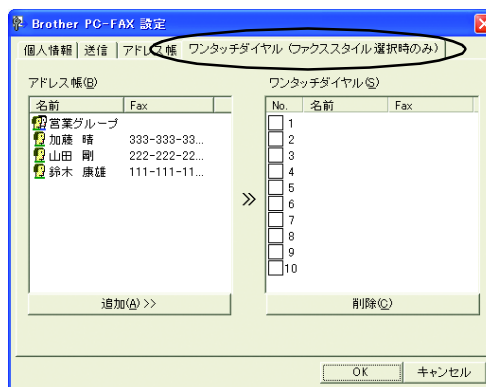 Brother PC-FAX 設定
個人情報 送信 アドレス帳 ワンタッチダイヤル (ファクススタイル選択時のみ)
アドレス帳(B) ワンタッチダイヤル(S)
名前 Fax No. 名前 Fax
営業グループ
加藤 晴 333-333-33...
山田 剛 222-222-22...
鈴木 康雄 111-111-11...
1
2
3
4
5
6
7
8
9
10
>>
追加(A) >> 削除(C)
OK キャンセル